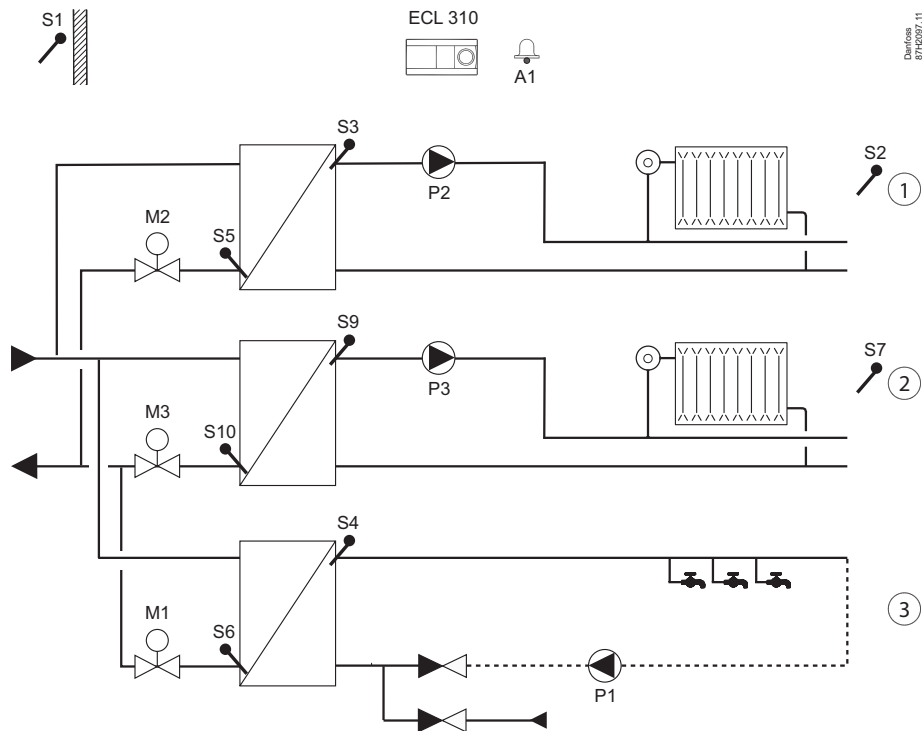 S1
ECL 310
A1
Danfoss
87H2097.11
S3
P2
S2
1
M2
S5
S9
P3
S7
2
M3
S10
S4
3
M1
S6
P1